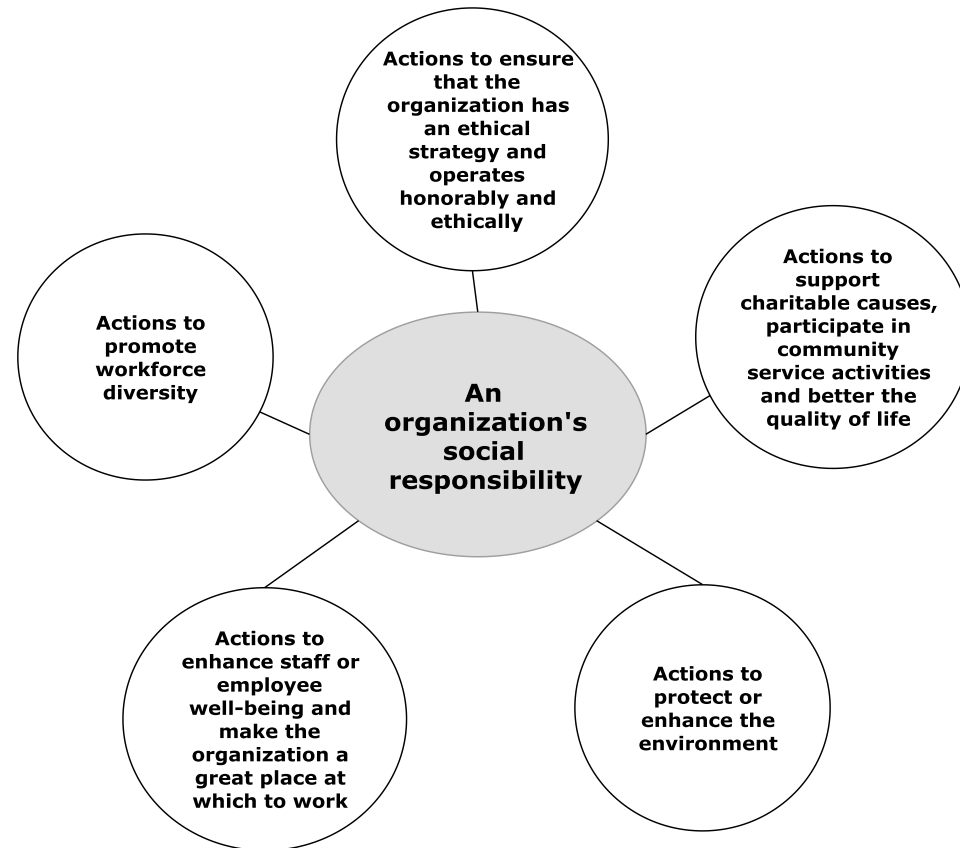 Actions to ensure
that the
organization has
an ethical
strategy and
operates
honorably and
ethically
Actions to
support
charitable causes,
participate in
community
service activities
and better the
quality of life
Actions to
promote
workforce
diversity
An
organization's
social
responsibility
Actions to
enhance staff or
employee
well-being and
make the
organization a
great place at
which to work
Actions to
protect or
enhance the
environment